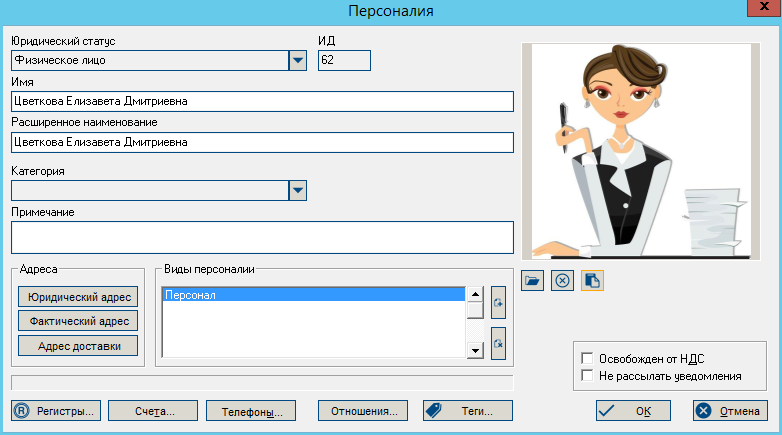 Персоналия
x
Юридический статус ИД
Физическое лицо 62
Имя
Цветкова Елизавета Дмитриевна
Расширенное наименование
Цветкова Елизавета Дмитриевна
Категория
Примечание
Адреса Виды персоналии
Юридический адрес
Фактический адрес
Адрес доставки
Персонал
Освобожден от НДС
Не рассылать уведомления
R Регистры... Счета... Телефоны... Отношения... Теги... OK Отмена